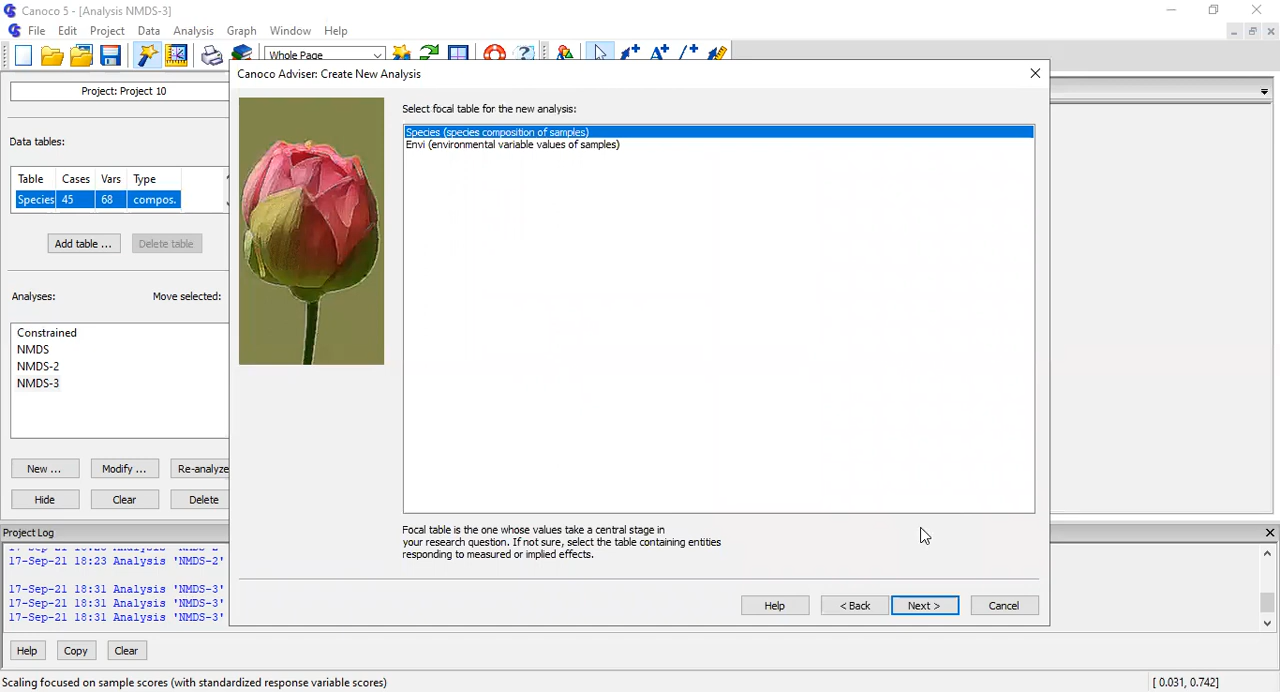 Canoco 5 - [Analysis NMDS-3]
File Edit Project Data Analysis Graph Window Help
Whole Page
Project: Project 10
Data tables:
Table Cases Vars Type
Species 45 68 compos.
Add table ... Delete table
Analyses: Move selected:
Constrained
NMDS
NMDS-2
NMDS-3
New ... Modify ... Re-analyze
Hide Clear Delete
Canoco Adviser: Create New Analysis
Select focal table for the new analysis:
Species (species composition of samples)
Envi (environmental variable values of samples)
Focal table is the one whose values take a central stage in
your research question. If not sure, select the table containing entities
responding to measured or implied effects.
Help < Back Next > Cancel
Project Log
17-Sep-21 18:23 Analysis 'NMDS-2'
17-Sep-21 18:31 Analysis 'NMDS-3'
17-Sep-21 18:31 Analysis 'NMDS-3'
17-Sep-21 18:31 Analysis 'NMDS-3'
Help Copy Clear
Scaling focused on sample scores (with standardized response variable scores)
[ 0.031, 0.742]